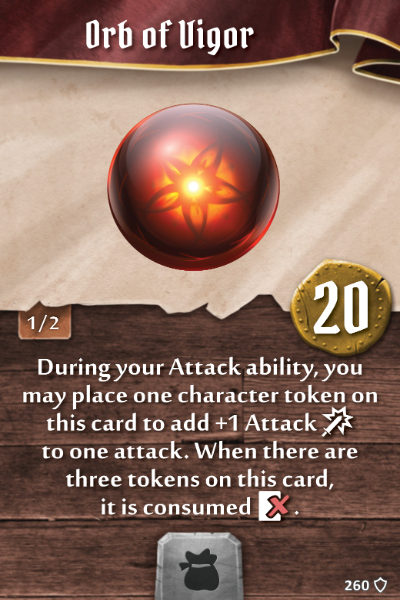 Orb of Vigor
1/2
20
During your Attack ability, you
may place one character token on
this card to add +1 Attack
to one attack. When there are
three tokens on this card,
it is consumed .
260